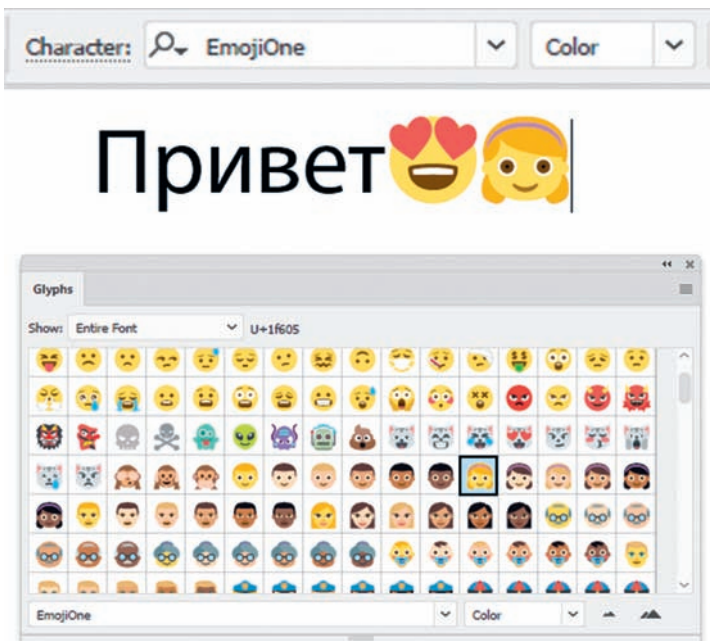 Character: EmojiOne Color
Привет😍👧
Glyphs
Show: Entire Font U+1f605
EmojiOne Color